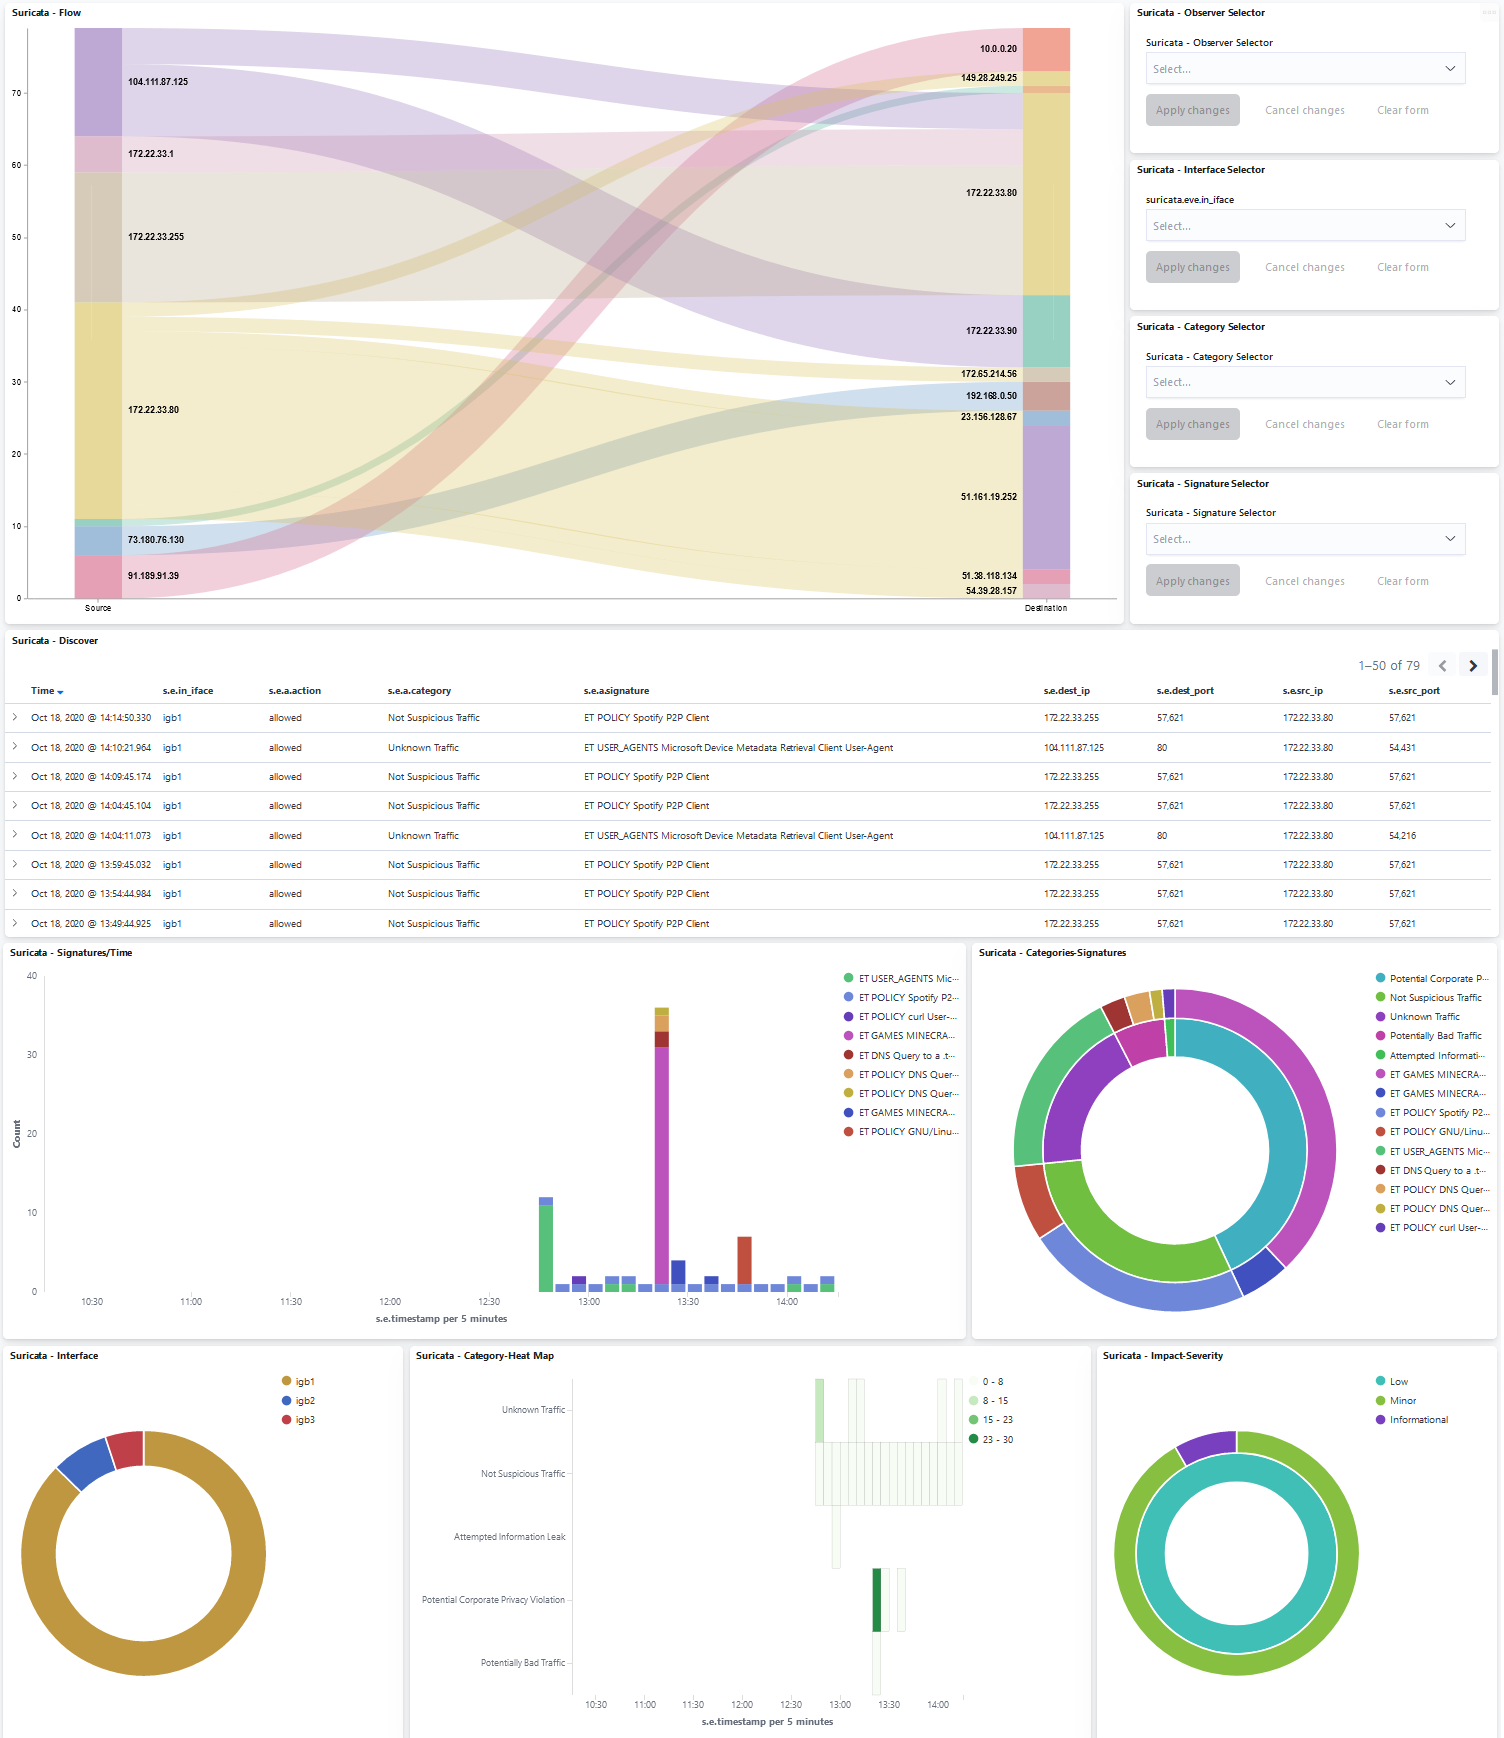 Suricata - Flow
104.111.87.125
172.22.33.1
172.22.33.255
172.22.33.80
73.180.76.130
91.189.91.39
10.0.0.20
149.28.249.25
172.22.33.80
172.22.33.90
172.65.214.56
192.168.0.50
23.156.128.67
51.161.19.252
51.38.118.134
54.39.28.157
70
60
50
40
30
20
10
0
Source
Destination
Suricata - Observer Selector
Suricata - Observer Selector
Select...
Apply changes Cancel changes Clear form
Suricata - Interface Selector
suricata.eve.in_iface
Select...
Apply changes Cancel changes Clear form
Suricata - Category Selector
Suricata - Category Selector
Select...
Apply changes Cancel changes Clear form
Suricata - Signature Selector
Suricata - Signature Selector
Select...
Apply changes Cancel changes Clear form
Suricata - Discover
1–50 of 79
Time s.e.in_iface s.e.a.action s.e.a.category s.e.a.signature s.e.dest_ip s.e.dest_port s.e.src_ip s.e.src_port
Oct 18, 2020 @ 14:14:50.330 igb1 allowed Not Suspicious Traffic ET POLICY Spotify P2P Client 172.22.33.255 57,621 172.22.33.80 57,621
Oct 18, 2020 @ 14:10:21.964 igb1 allowed Unknown Traffic ET USER_AGENTS Microsoft Device Metadata Retrieval Client User-Agent 104.111.87.125 80 172.22.33.80 54,431
Oct 18, 2020 @ 14:09:45.174 igb1 allowed Not Suspicious Traffic ET POLICY Spotify P2P Client 172.22.33.255 57,621 172.22.33.80 57,621
Oct 18, 2020 @ 14:04:45.104 igb1 allowed Not Suspicious Traffic ET POLICY Spotify P2P Client 172.22.33.255 57,621 172.22.33.80 57,621
Oct 18, 2020 @ 14:04:11.073 igb1 allowed Unknown Traffic ET USER_AGENTS Microsoft Device Metadata Retrieval Client User-Agent 104.111.87.125 80 172.22.33.80 54,216
Oct 18, 2020 @ 13:59:45.032 igb1 allowed Not Suspicious Traffic ET POLICY Spotify P2P Client 172.22.33.255 57,621 172.22.33.80 57,621
Oct 18, 2020 @ 13:54:44.984 igb1 allowed Not Suspicious Traffic ET POLICY Spotify P2P Client 172.22.33.255 57,621 172.22.33.80 57,621
Oct 18, 2020 @ 13:49:44.925 igb1 allowed Not Suspicious Traffic ET POLICY Spotify P2P Client 172.22.33.255 57,621 172.22.33.80 57,621
Suricata - Signatures/Time
40
30
20
10
0
Count
10:30 11:00 11:30 12:00 12:30 13:00 13:30 14:00
s.e.timestamp per 5 minutes
ET USER_AGENTS Mic...
ET POLICY Spotify P2...
ET POLICY curl User-...
ET GAMES MINECRA...
ET DNS Query to a .t...
ET POLICY DNS Quer...
ET POLICY DNS Quer...
ET GAMES MINECRA...
ET POLICY GNU/Linu...
Suricata - Categories-Signatures
Potential Corporate P...
Not Suspicious Traffic
Unknown Traffic
Potentially Bad Traffic
Attempted Informati...
ET GAMES MINECRA...
ET GAMES MINECRA...
ET POLICY Spotify P2...
ET POLICY GNU/Linu...
ET USER_AGENTS Mic...
ET DNS Query to a .t...
ET POLICY DNS Quer...
ET POLICY DNS Quer...
ET POLICY curl User-...
Suricata - Interface
igb1
igb2
igb3
Suricata - Category-Heat Map
Unknown Traffic
Not Suspicious Traffic
Attempted Information Leak
Potential Corporate Privacy Violation
Potentially Bad Traffic
10:30 11:00 11:30 12:00 12:30 13:00 13:30 14:00
s.e.timestamp per 5 minutes
0 - 8
8 - 15
15 - 23
23 - 30
Suricata - Impact-Severity
Low
Minor
Informational